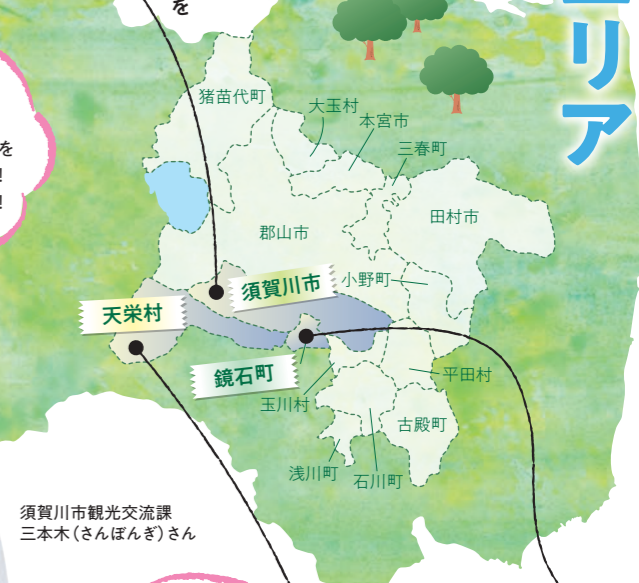 を
リア
を
!
!
猪苗代町
大玉村
本宮市
三春町
田村市
郡山市
小野町
須賀川市
天栄村
鏡石町
玉川村
平田村
古殿町
浅川町
石川町
須賀川市観光交流課
三本木(さんぼんぎ)さん